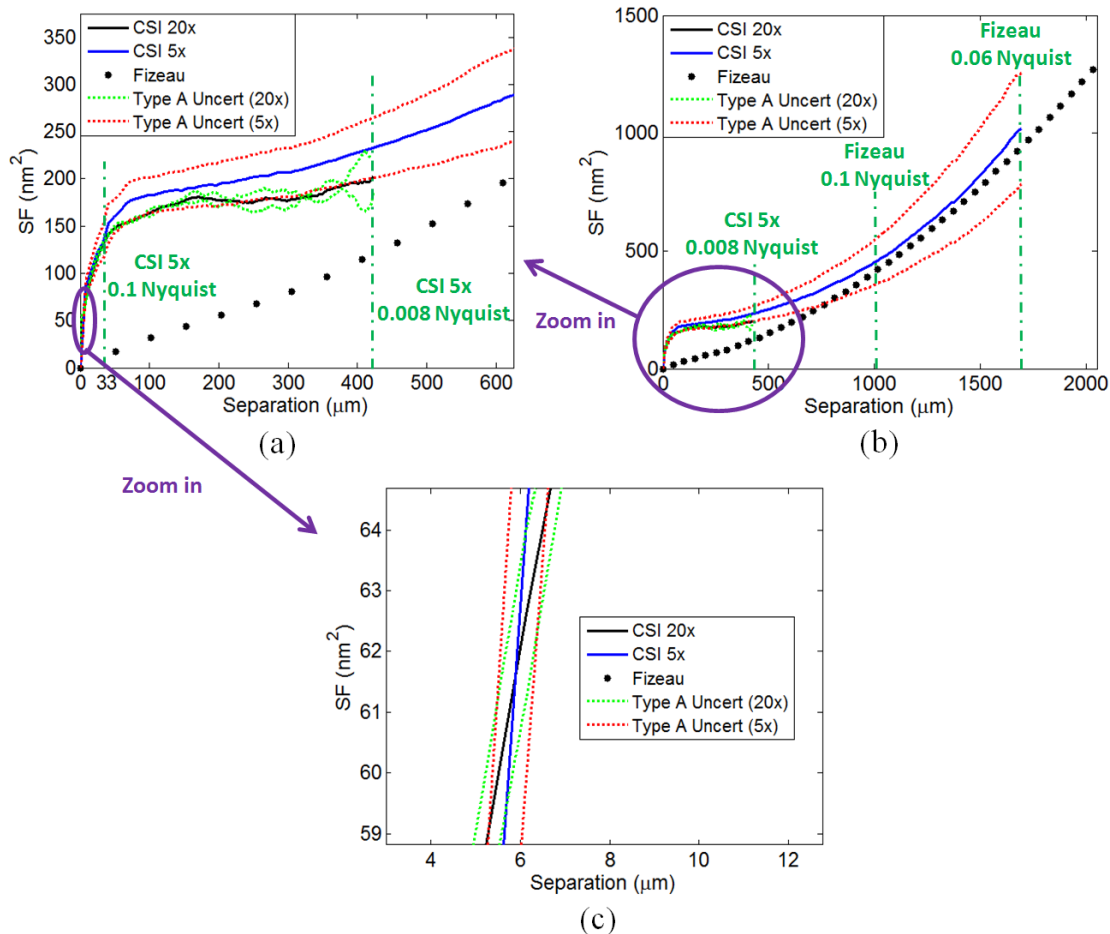 CSI 20x
CSI 5x
Fizeau
Type A Uncert (20x)
Type A Uncert (5x)
CSI 5x
0.1 Nyquist
CSI 5x
0.008 Nyquist
350
300
250
200
150
100
50
0
SF (nm²)
0 33 100 200 300 400 500 600
Separation (μm)
(a)
CSI 20x
CSI 5x
Fizeau
Type A Uncert (20x)
Type A Uncert (5x)
Fizeau
0.06 Nyquist
Fizeau
0.1 Nyquist
CSI 5x
0.008 Nyquist
1500
1000
500
0
SF (nm²)
0 500 1000 1500 2000
Separation (μm)
(b)
Zoom in
Zoom in
64
63
62
61
60
59
SF (nm²)
CSI 20x
CSI 5x
Fizeau
Type A Uncert (20x)
Type A Uncert (5x)
4 6 8 10 12
Separation (μm)
(c)